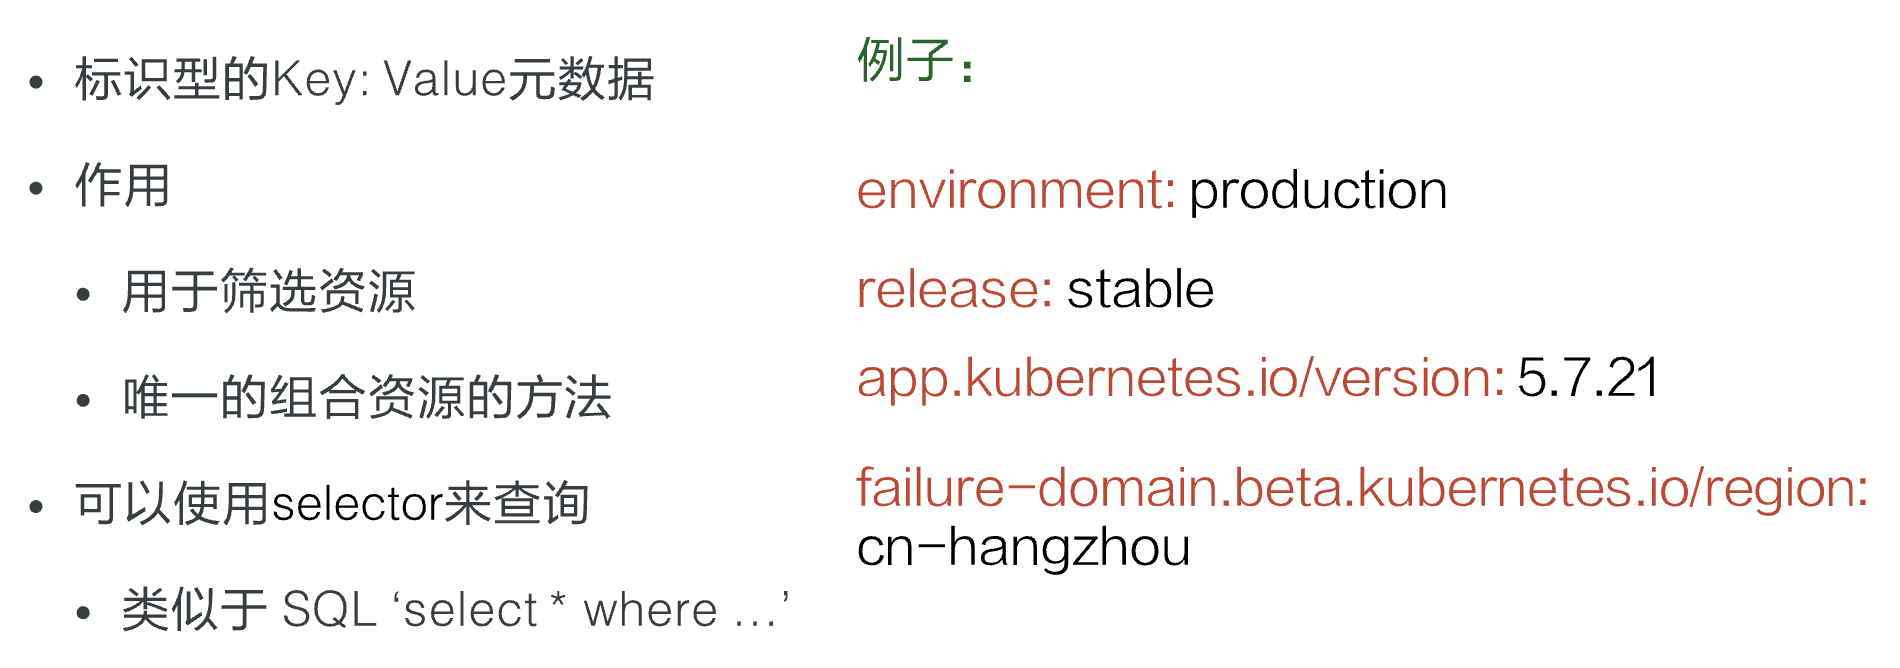 • 标识型的Key: Value元数据
• 作用
• 用于筛选资源
• 唯一的组合资源的方法
• 可以使用selector来查询
• 类似于 SQL ‘select * where ...’
例子：
environment: production
release: stable
app.kubernetes.io/version: 5.7.21
failure-domain.beta.kubernetes.io/region:
cn-hangzhou